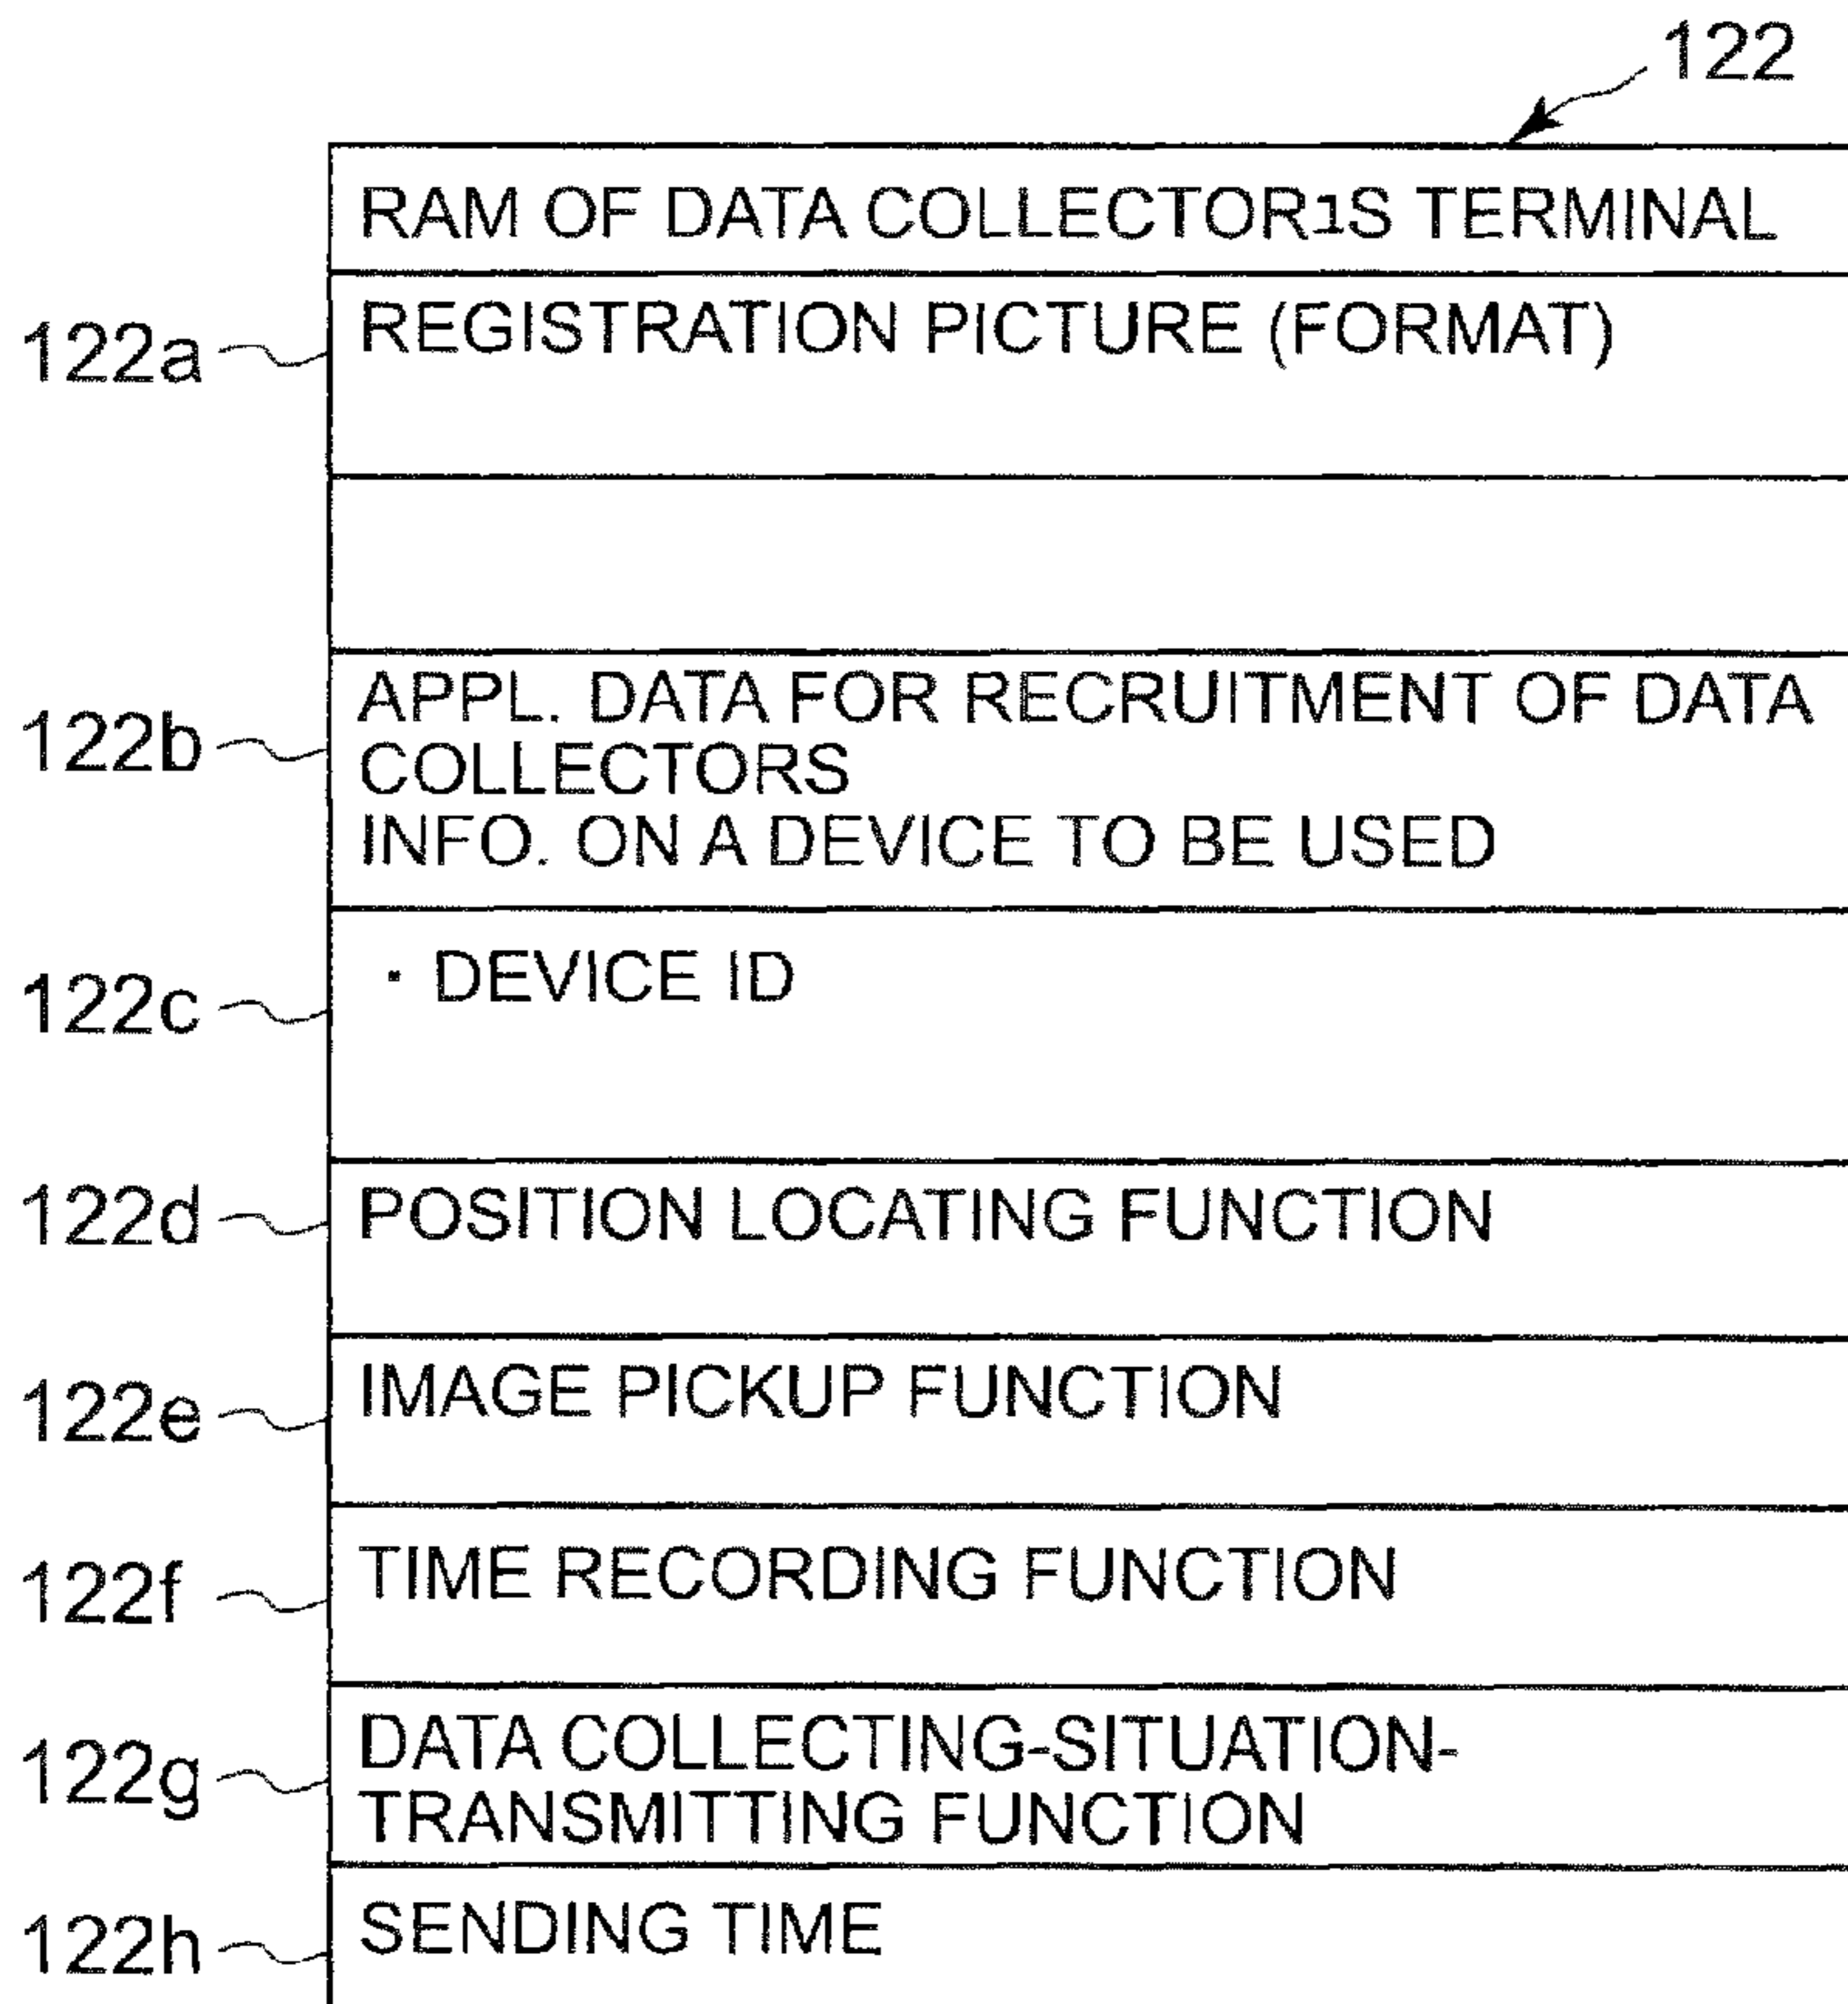 122
RAM OF DATA COLLECTOR1S TERMINAL
122a
REGISTRATION PICTURE (FORMAT)
122b
APPL. DATA FOR RECRUITMENT OF DATA
COLLECTORS
INFO. ON A DEVICE TO BE USED
122c
· DEVICE ID
122d
POSITION LOCATING FUNCTION
122e
IMAGE PICKUP FUNCTION
122f
TIME RECORDING FUNCTION
122g
DATA COLLECTING-SITUATION-
TRANSMITTING FUNCTION
122h
SENDING TIME